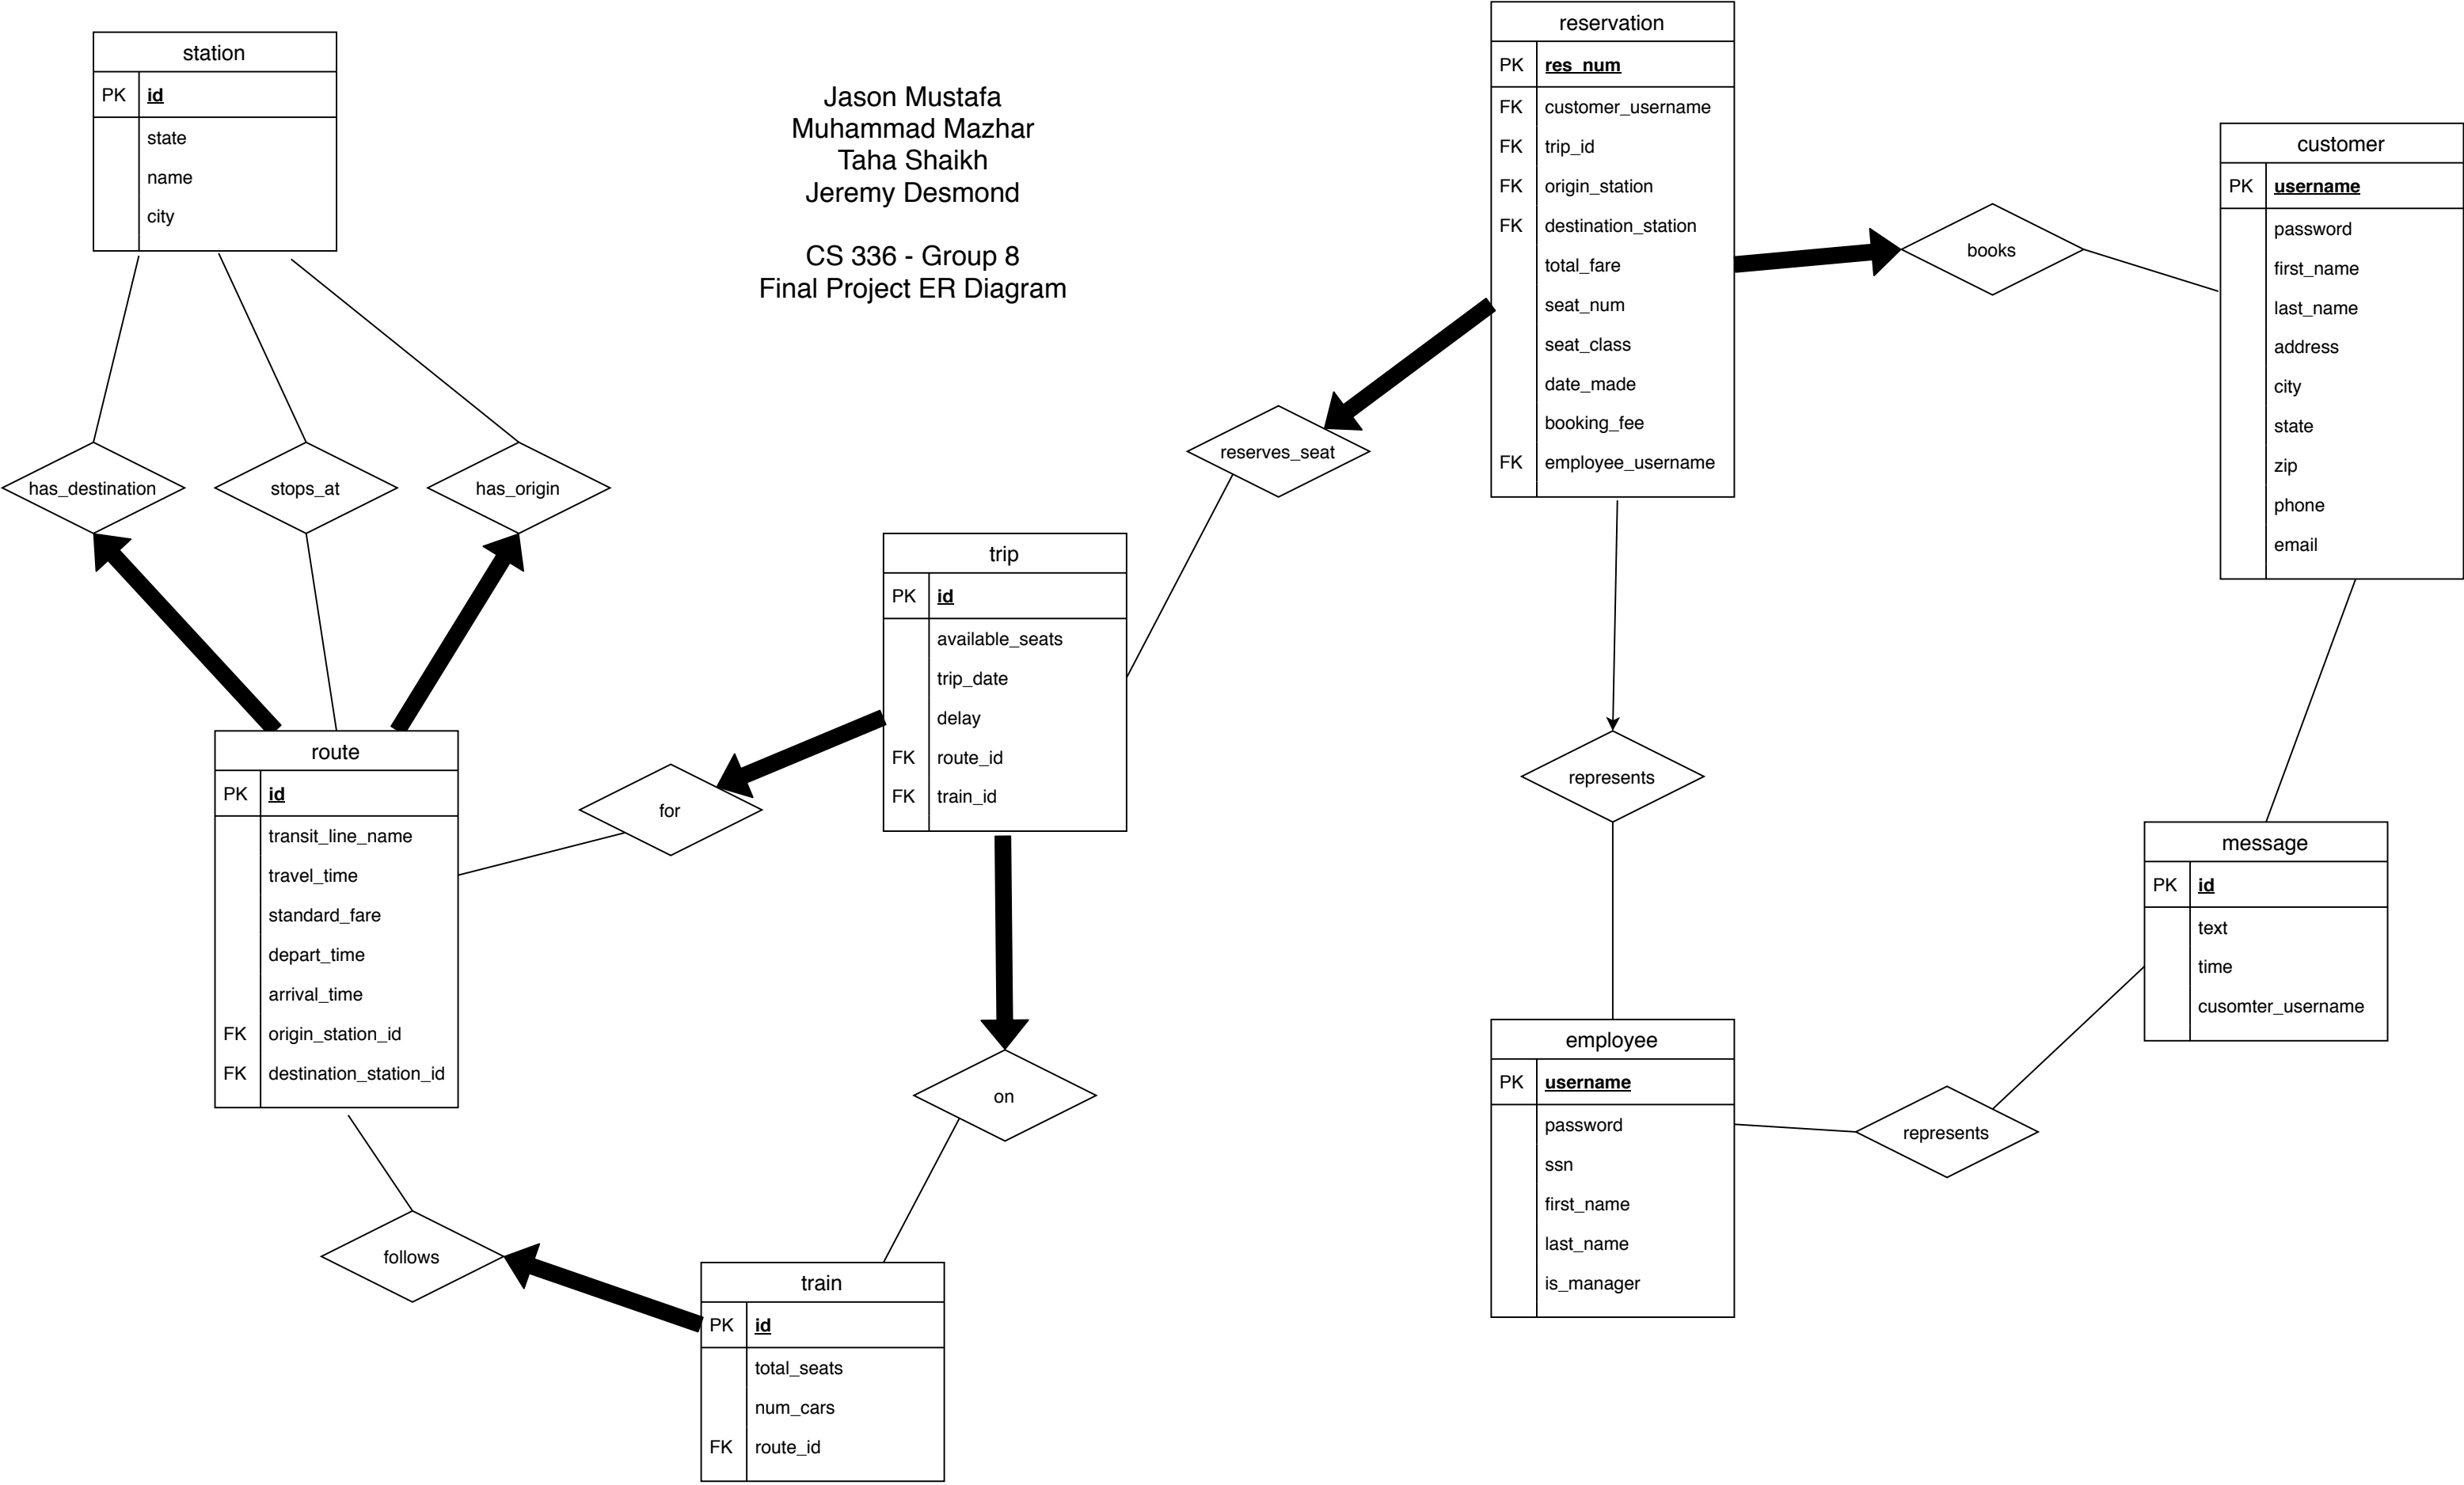 station
PK id
state
name
city
Jason Mustafa
Muhammad Mazhar
Taha Shaikh
Jeremy Desmond
CS 336 - Group 8
Final Project ER Diagram
reservation
PK res_num
FK customer_username
FK trip_id
FK origin_station
FK destination_station
total_fare
seat_num
seat_class
date_made
booking_fee
FK employee_username
customer
PK username
password
first_name
last_name
address
city
state
zip
phone
email
books
reserves_seat
has_destination
stops_at
has_origin
trip
PK id
available_seats
trip_date
delay
FK route_id
FK train_id
route
PK id
transit_line_name
travel_time
standard_fare
depart_time
arrival_time
FK origin_station_id
FK destination_station_id
for
represents
message
PK id
text
time
cusomter_username
on
employee
PK username
password
ssn
first_name
last_name
is_manager
represents
follows
train
PK id
total_seats
num_cars
FK route_id